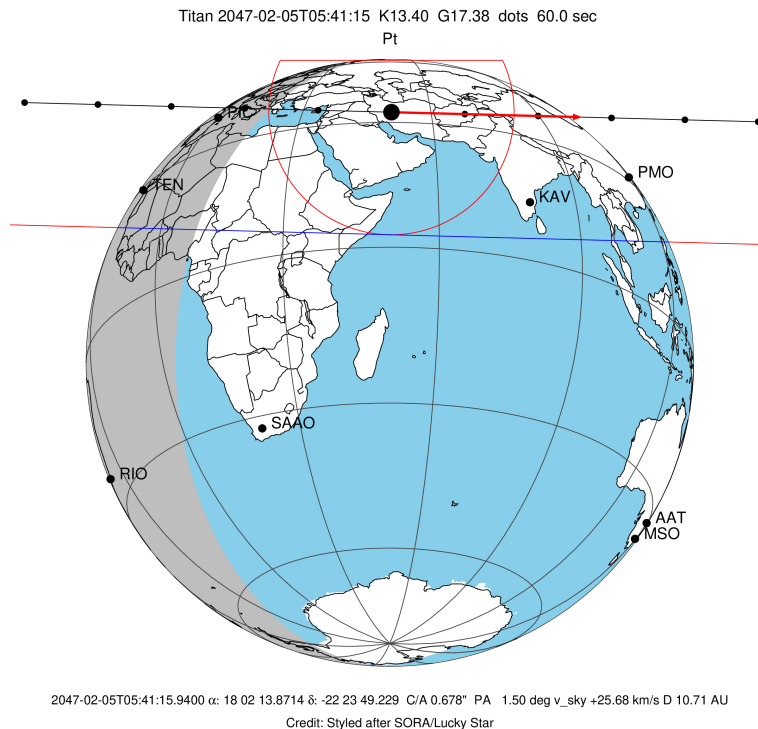 Titan 2047-02-05T05:41:15 K13.40 G17.38 dots 60.0 sec
Pt
PIC
TEN
PMO
KAV
SAAO
RIO
AAT
MSO
2047-02-05T05:41:15.9400 α: 18 02 13.8714 δ: -22 23 49.229 C/A 0.678" PA 1.50 deg v_sky +25.68 km/s D 10.71 AU
Credit: Styled after SORA/Lucky Star